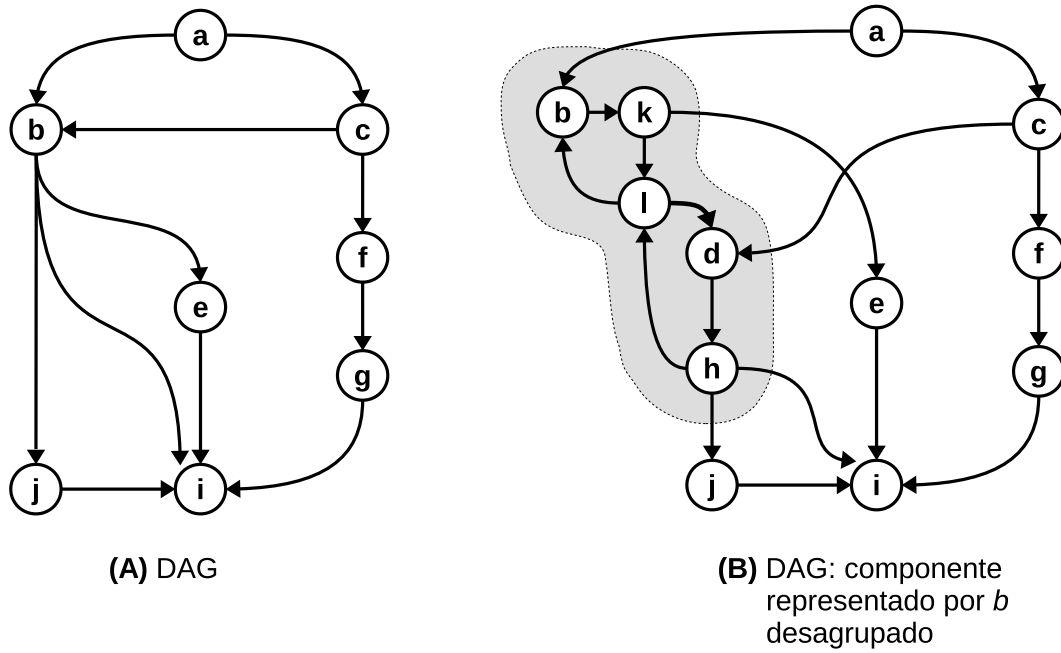 a
b
c
f
e
g
j
i
(A) DAG
a
b
k
c
l
d
f
e
h
g
j
i
(B) DAG: componente
representado por b
desagrupado